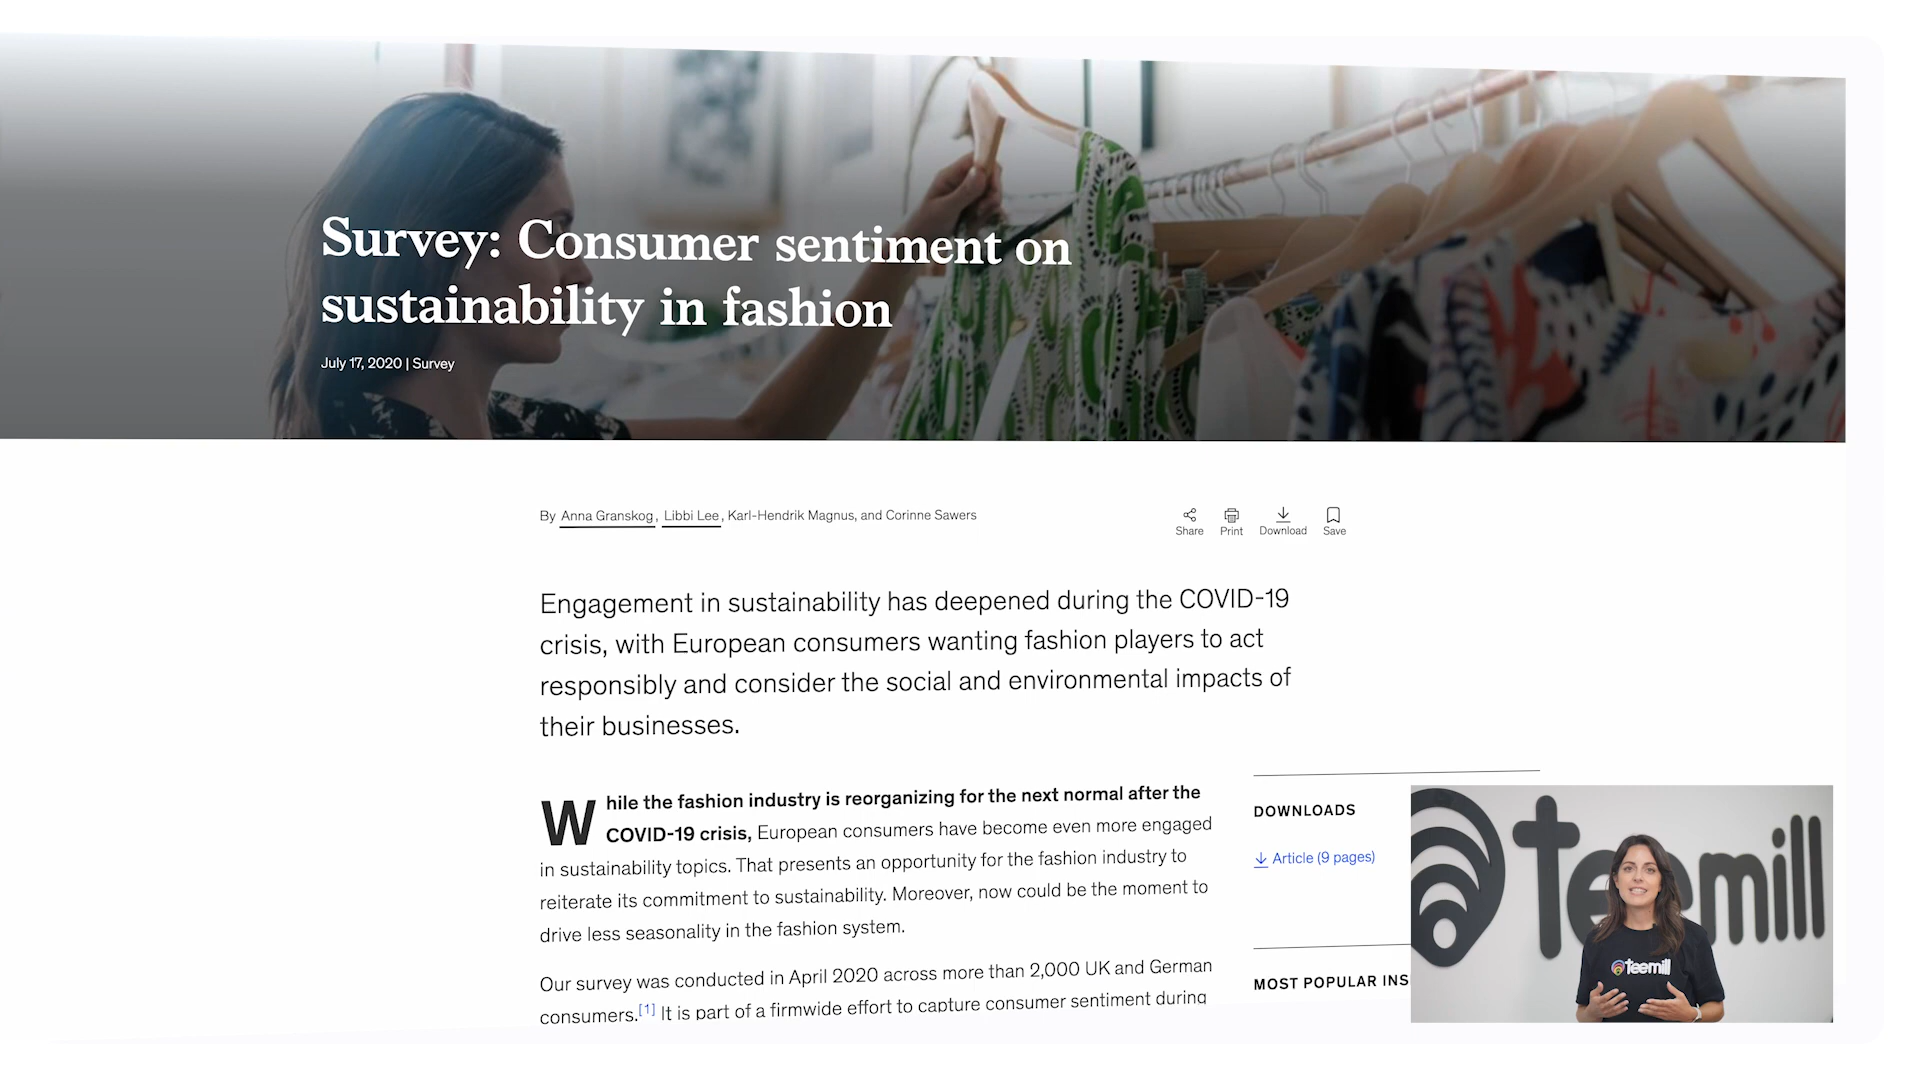 Survey: Consumer sentiment on
sustainability in fashion
July 17, 2020 | Survey
By Anna Granskog, Libbi Lee, Karl-Hendrik Magnus, and Corinne Sawers
Share Print Download Save
Engagement in sustainability has deepened during the COVID-19
crisis, with European consumers wanting fashion players to act
responsibly and consider the social and environmental impacts of
their businesses.
While the fashion industry is reorganizing for the next normal after the
COVID-19 crisis, European consumers have become even more engaged
in sustainability topics. That presents an opportunity for the fashion industry to
reiterate its commitment to sustainability. Moreover, now could be the moment to
drive less seasonality in the fashion system.
Our survey was conducted in April 2020 across more than 2,000 UK and German
consumers.[1] It is part of a firmwide effort to capture consumer sentiment during
DOWNLOADS
Article (9 pages)
MOST POPULAR INS
teemill
teemill